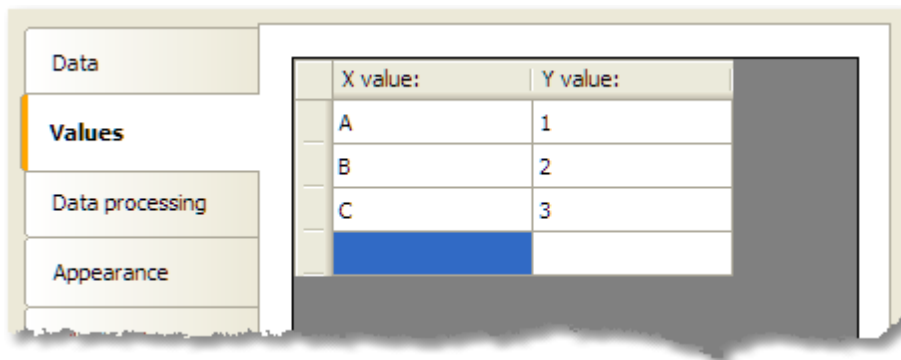 Data
Values
Data processing
Appearance
X value: Y value:
A 1
B 2
C 3